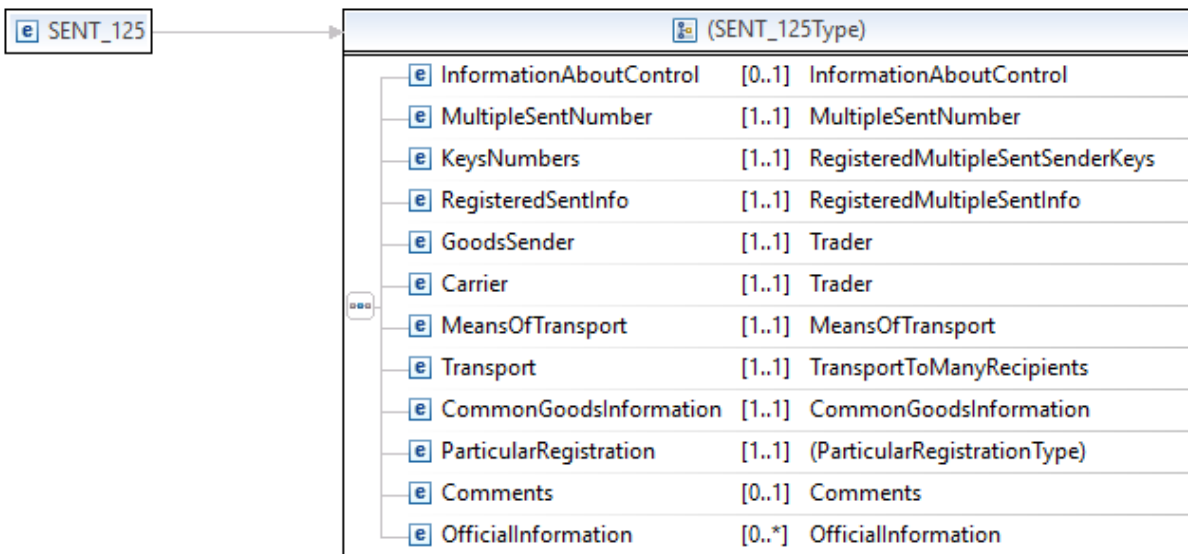 e SENT_125
(SENT_125Type)
e InformationAboutControl [0..1] InformationAboutControl
e MultipleSentNumber [1..1] MultipleSentNumber
e KeysNumbers [1..1] RegisteredMultipleSentSenderKeys
e RegisteredSentInfo [1..1] RegisteredMultipleSentInfo
e GoodsSender [1..1] Trader
e Carrier [1..1] Trader
e MeansOfTransport [1..1] MeansOfTransport
e Transport [1..1] TransportToManyRecipients
e CommonGoodsInformation [1..1] CommonGoodsInformation
e ParticularRegistration [1..1] (ParticularRegistrationType)
e Comments [0..1] Comments
e OfficialInformation [0..*] OfficialInformation